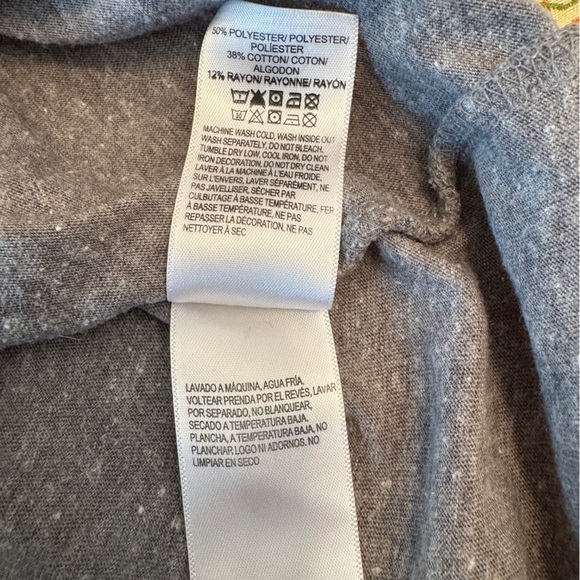 50% POLYESTER/ POLYESTER/
POLIÉSTER
38% COTTON/ COTON/
ALGODON
12% RAYON/ RAYONNE/ RAYÓN
MACHINE WASH COLD, WASH INSIDE OUT
WASH SEPARATELY, DO NOT BLEACH.
TUMBLE DRY LOW, COOL IRON, DO NOT
IRON DECORATION, DO NOT DRY CLEAN
LAVER À LA MACHINE À L'EAU FROIDE,
SUR L'ENVERS, LAVER SÉPARÉMENT, NE
PAS JAVELLISER, SÉCHER PAR
CULBUTAGE À BASSE TEMPÉRATURE, FER
À BASSE TEMPÉRATURE, NE PAS
REPASSER LA DÉCORATION, NE PAS
NETTOYER À SEC
LAVADO A MÁQUINA, AGUA FRÍA.
VOLTEAR PRENDA POR EL REVÉS, LAVAR
POR SEPARADO, NO BLANQUEAR,
SECADO A TEMPERATURA BAJA,
PLANCHA, A TEMPERATURA BAJA, NO
PLANCHAR LOGO NI ADORNOS. NO
LIMPIAR EN SECO